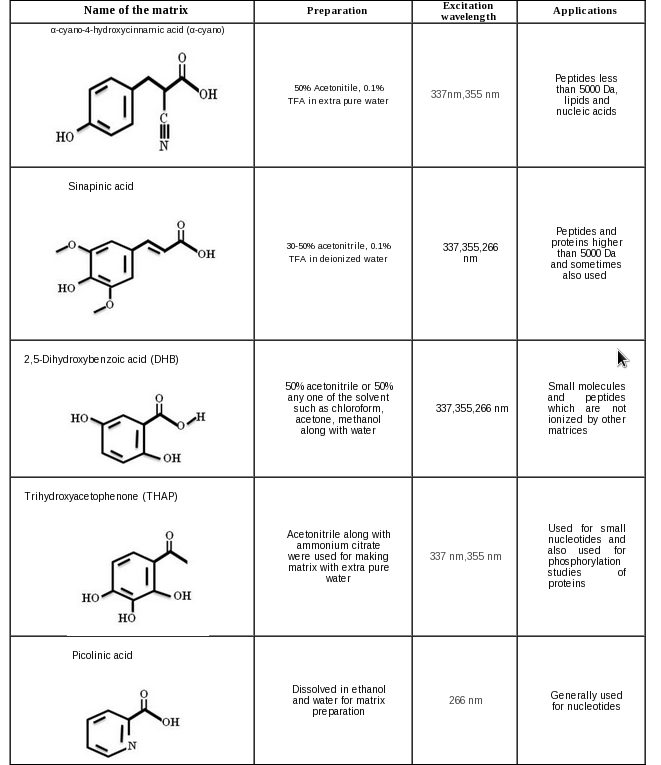 Name of the matrix
Preparation
Excitation
wavelength
Applications
α-cyano-4-hydroxycinnamic acid (α-cyano)
O
OH
C
N
HO
50% Acetonitile, 0.1%
TFA in extra pure water
337nm,355 nm
Peptides less
than 5000 Da,
lipids and
nucleic acids
Sinapinic acid
O
O
OH
HO
O
30-50% acetonitrile, 0.1%
TFA in deionized water
337,355,266
nm
Peptides and
proteins higher
than 5000 Da
and sometimes
also used
2,5-Dihydroxybenzoic acid (DHB)
O
H
HO
O
OH
50% acetonitrile or 50%
any one of the solvent
such as chloroform,
acetone, methanol
along with water
337,355,266 nm
Small molecules
and peptides
which are not
ionized by other
matrices
Trihydroxyacetophenone (THAP)
O
HO
OH
HO
Acetonitrile along with
ammonium citrate
were used for making
matrix with extra pure
water
337 nm,355 nm
Used for small
nucleotides and
also used for
phosphorylation
studies of
proteins
Picolinic acid
O
OH
N
Dissolved in ethanol
and water for matrix
preparation
266 nm
Generally used
for nucleotides